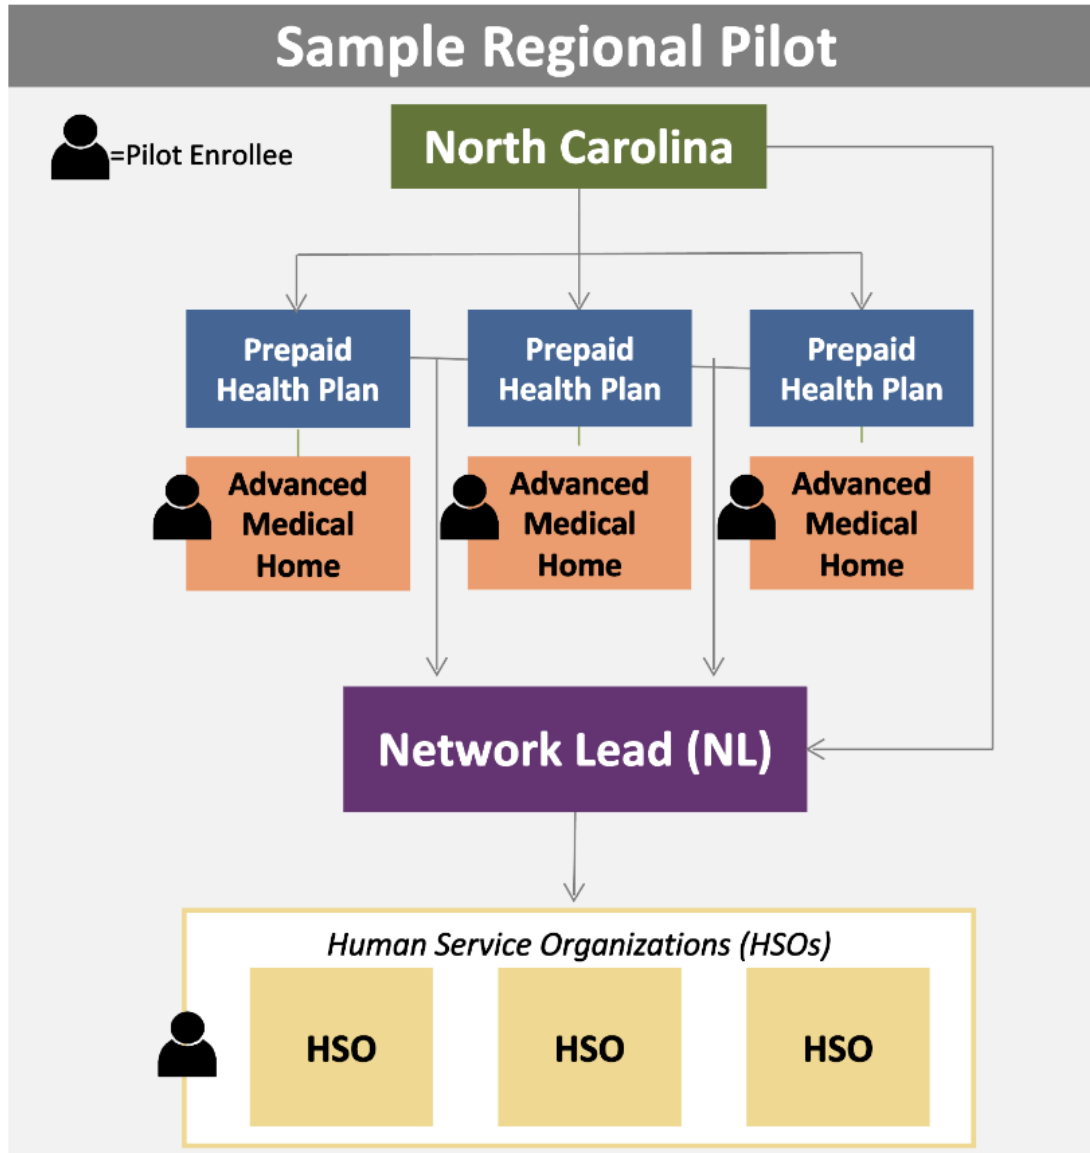 Sample Regional Pilot
North Carolina
=Pilot Enrollee
Prepaid
Health Plan
Prepaid
Health Plan
Prepaid
Health Plan
Advanced
Medical
Home
Advanced
Medical
Home
Advanced
Medical
Home
Network Lead (NL)
Human Service Organizations (HSOs)
HSO
HSO
HSO